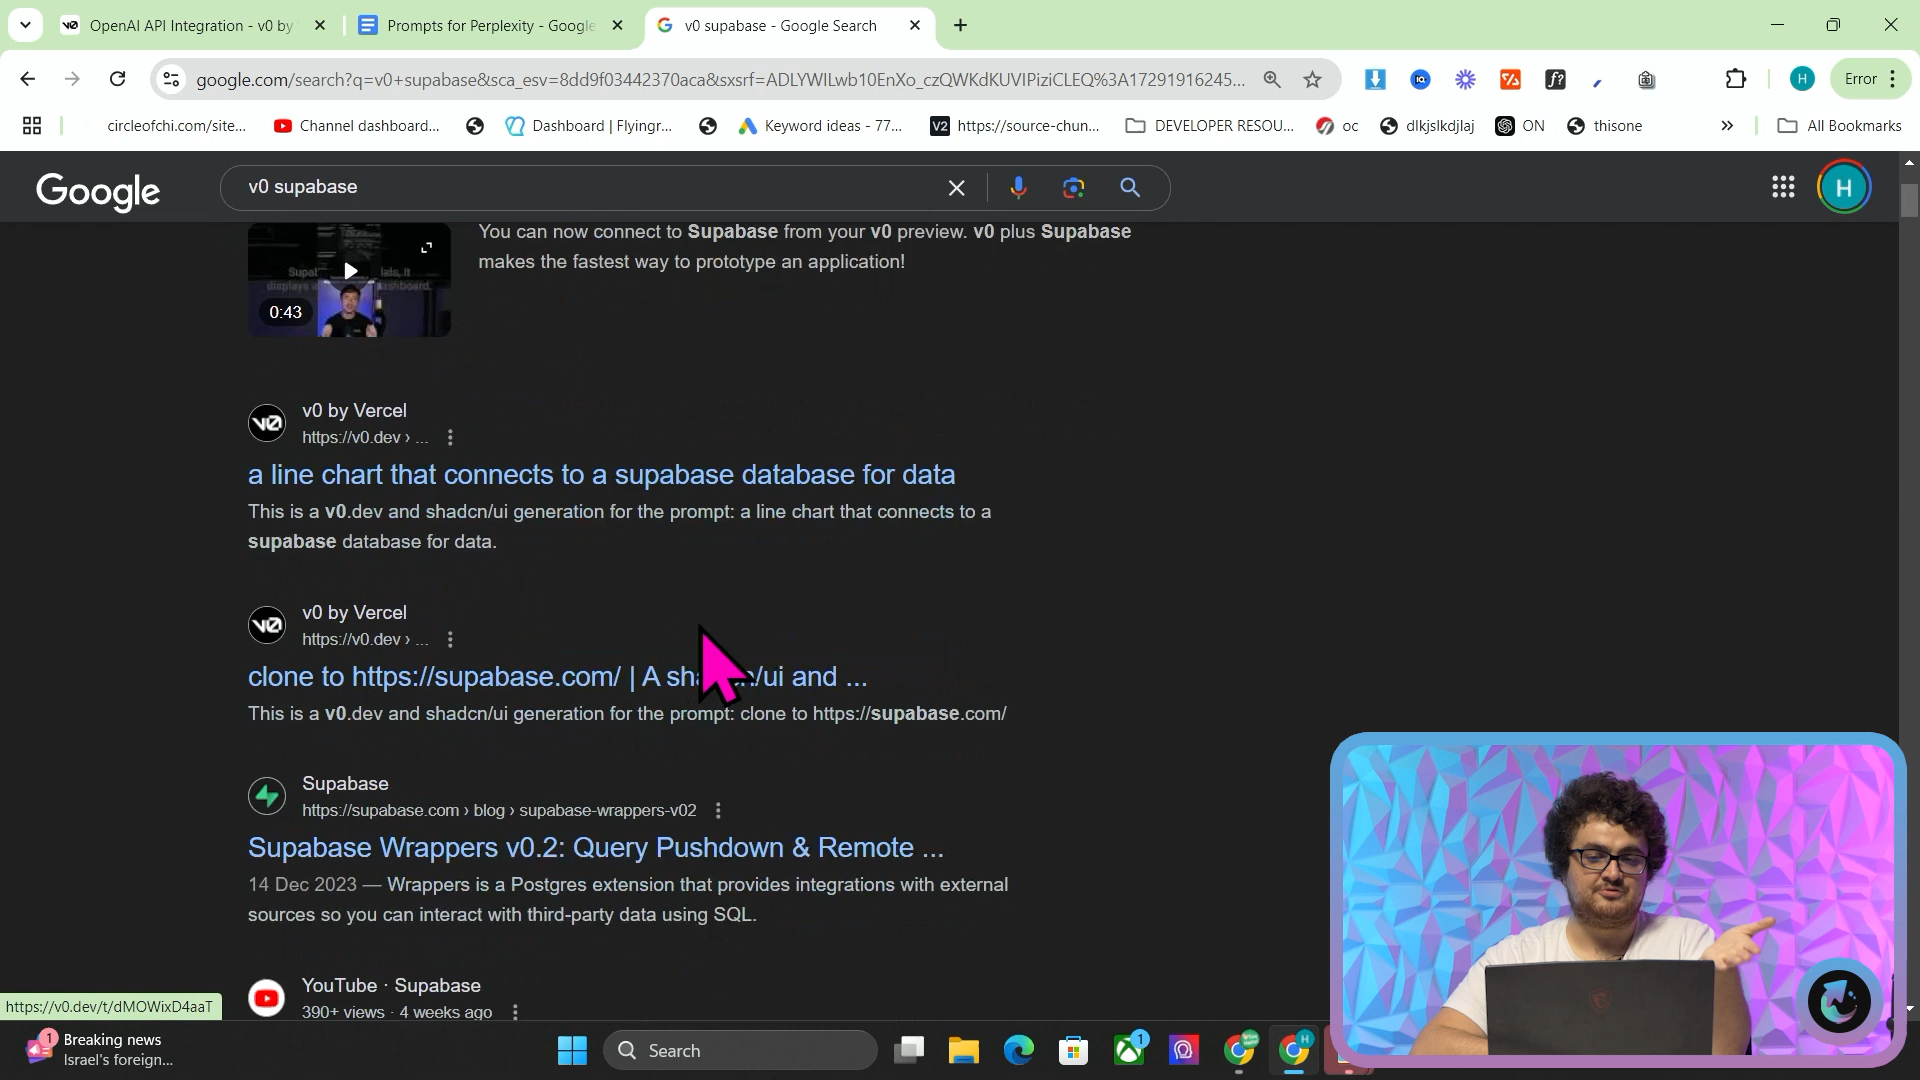 OpenAI API Integration - v0 by
Prompts for Perplexity - Google
v0 supabase - Google Search
google.com/search?q=v0+supabase&sca_esv=8dd9f03442370aca&sxsrf=ADLYWILwb10EnXo_czQWKdKUVIPiziCLEQ%3A17291916245...
Error
circleofchi.com/site...
Channel dashboard...
Dashboard | Flyingr...
Keyword ideas - 77...
https://source-chun...
DEVELOPER RESOU...
oc
dlkjslkdjlaj
ON
thisone
All Bookmarks
Google
v0 supabase
H
You can now connect to Supabase from your v0 preview. v0 plus Supabase
makes the fastest way to prototype an application!
0:43
v0 by Vercel
https://v0.dev › ...
a line chart that connects to a supabase database for data
This is a v0.dev and shadcn/ui generation for the prompt: a line chart that connects to a
supabase database for data.
v0 by Vercel
https://v0.dev › ...
clone to https://supabase.com/ | A /ui and ...
This is a v0.dev and shadcn/ui generation for the prompt: clone to https://supabase.com/
Supabase
https://supabase.com › blog › supabase-wrappers-v02
Supabase Wrappers v0.2: Query Pushdown & Remote ...
14 Dec 2023 — Wrappers is a Postgres extension that provides integrations with external
sources so you can interact with third-party data using SQL.
YouTube · Supabase
390+ views · 4 weeks ago
https://v0.dev/t/dMOWixD4aaT
Breaking news
Israel's foreign...
Search